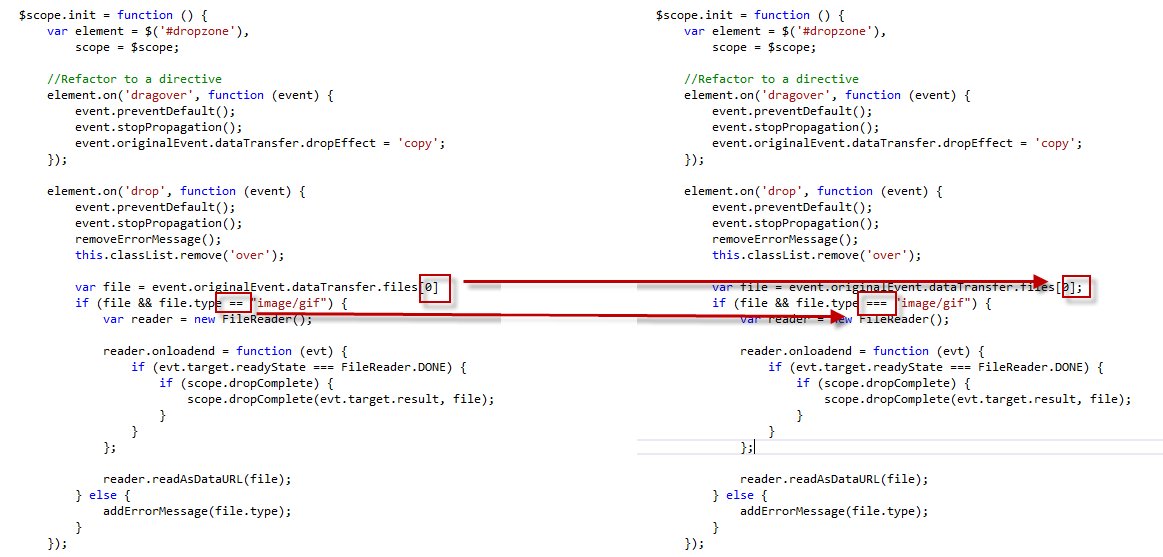 $scope.init = function () {
var element = $('#dropzone'),
scope = $scope;
//Refactor to a directive
element.on('dragover', function (event) {
event.preventDefault();
event.stopPropagation();
event.originalEvent.dataTransfer.dropEffect = 'copy';
});
element.on('drop', function (event) {
event.preventDefault();
event.stopPropagation();
removeErrorMessage();
this.classList.remove('over');
var file = event.originalEvent.dataTransfer.files[0]
if (file && file.type == "image/gif") {
var reader = new FileReader();
reader.onloadend = function (evt) {
if (evt.target.readyState === FileReader.DONE) {
if (scope.dropComplete) {
scope.dropComplete(evt.target.result, file);
}
}
};
reader.readAsDataURL(file);
} else {
addErrorMessage(file.type);
}
});
$scope.init = function () {
var element = $('#dropzone'),
scope = $scope;
//Refactor to a directive
element.on('dragover', function (event) {
event.preventDefault();
event.stopPropagation();
event.originalEvent.dataTransfer.dropEffect = 'copy';
});
element.on('drop', function (event) {
event.preventDefault();
event.stopPropagation();
removeErrorMessage();
this.classList.remove('over');
var file = event.originalEvent.dataTransfer.files[0];
if (file && file.type === "image/gif") {
var reader = new FileReader();
reader.onloadend = function (evt) {
if (evt.target.readyState === FileReader.DONE) {
if (scope.dropComplete) {
scope.dropComplete(evt.target.result, file);
}
}
};
reader.readAsDataURL(file);
} else {
addErrorMessage(file.type);
}
});